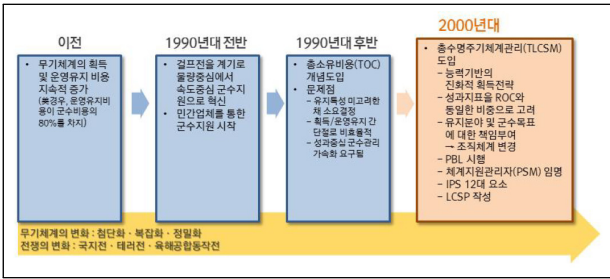 이전
• 무기체계의 획득
및 운영유지 비용
지속적 증가
(美경우, 운영유지비
용이 군수비용의
80%를 차지)
1990년대 전반
• 걸프전을 계기로
물량중심에서
속도중심 군수지
원으로 혁신
• 민간업체를 통한
군수지원 시작
1990년대 후반
• 총소유비용(TOC)
개념도입
• 문제점
– 유지특성 미고려한
채 소요결정
– 획득/운영유지 간
단절로 비효율적
– 성과중심 군수관리
가속화 요구됨
2000년대
• 총수명주기체계관리(TLCSM)
도입
– 능력기반의
진화적 획득전략
– 성과지표을 ROC와
동일한 비중으로 고려
– 유지분야 및 군수목표
에 대한 책임부여
→ 조직체계 변경
– PBL 시행
– 체계지원관리자(PSM) 임명
– IPS 12대 요소
– LCSP 작성
무기체계의 변화 : 첨단화 · 복잡화 · 정밀화
전쟁의 변화 : 국지전 · 테러전 · 육해공합동작전